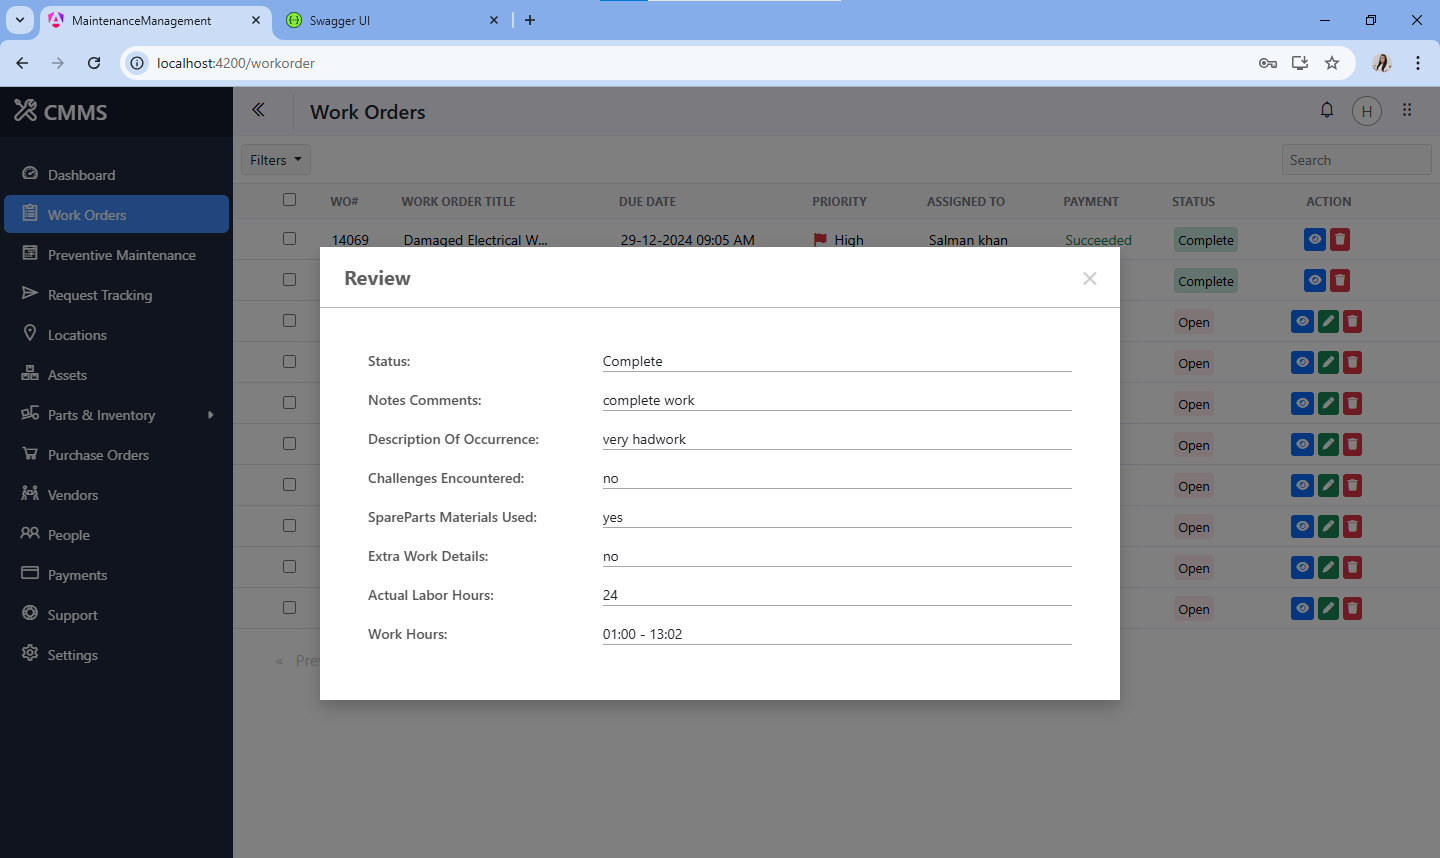 MaintenanceManagement
Swagger UI
localhost:4200/workorder
CMMS
Work Orders
H
Dashboard
Work Orders
Preventive Maintenance
Request Tracking
Locations
Assets
Parts & Inventory
Purchase Orders
Vendors
People
Payments
Support
Settings
Filters
Search
WO# WORK ORDER TITLE DUE DATE PRIORITY ASSIGNED TO PAYMENT STATUS ACTION
14069 Damaged Electrical W... 29-12-2024 09:05 AM High Salman khan Succeeded Complete
Complete
Open
Open
Open
Open
Open
Open
Open
Open
«
Review
Status: Complete
Notes Comments: complete work
Description Of Occurrence: very hadwork
Challenges Encountered: no
SpareParts Materials Used: yes
Extra Work Details: no
Actual Labor Hours: 24
Work Hours: 01:00 - 13:02